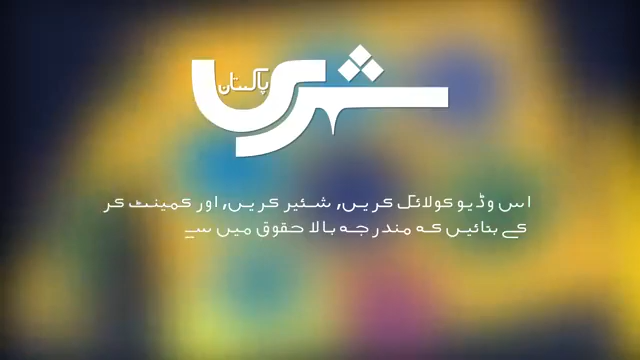 شہری
پاکستان
اس وڈیو کو لائک کریں, شئیر کریں, اور کمینٹ کر
کے بتائیں کہ مندرجہ بالا حقوق میں سے